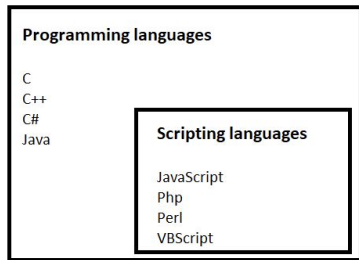 Programming languages
C
C++
C#
Java
Scripting languages
JavaScript
Php
Perl
VBScript